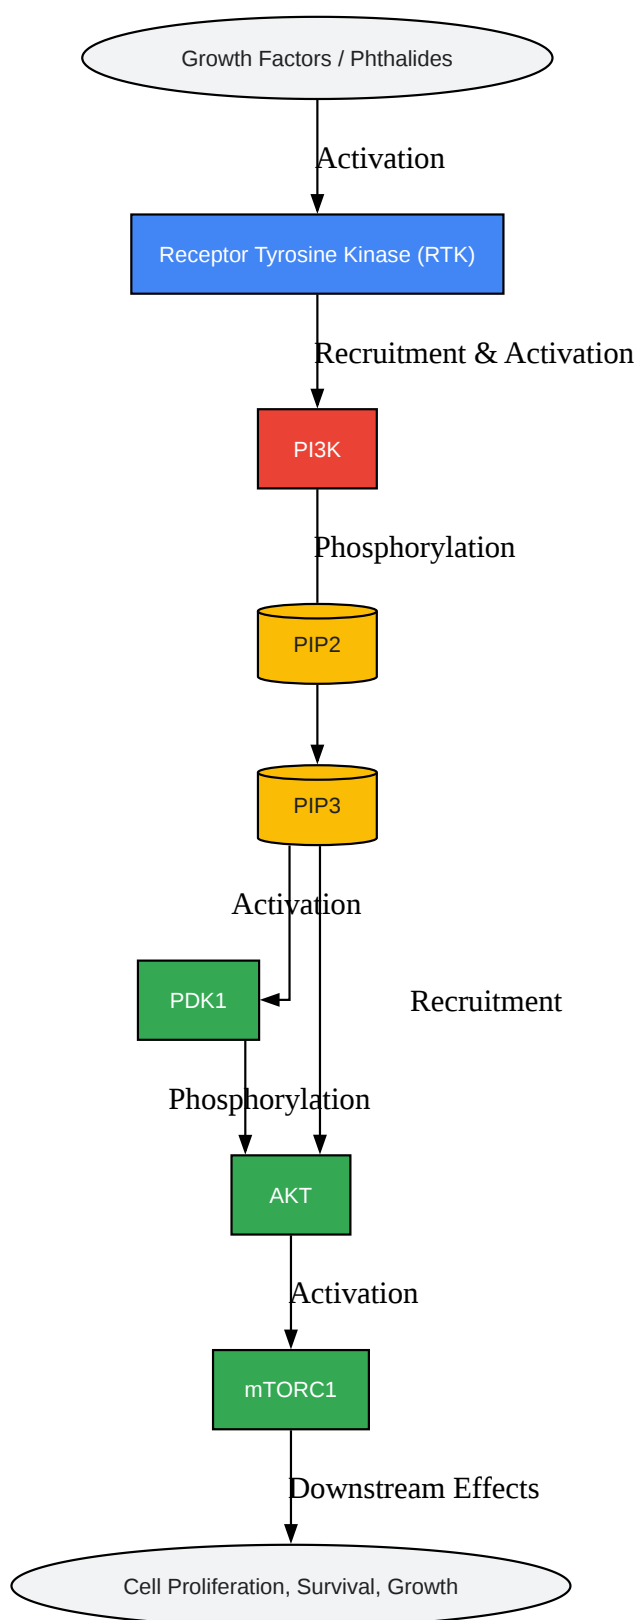 Growth Factors / Phthalides
Activation
Receptor Tyrosine Kinase (RTK)
Recruitment & Activation
PI3K
Phosphorylation
PIP2
PIP3
Activation
PDK1
Recruitment
Phosphorylation
AKT
Activation
mTORC1
Downstream Effects
Cell Proliferation, Survival, Growth